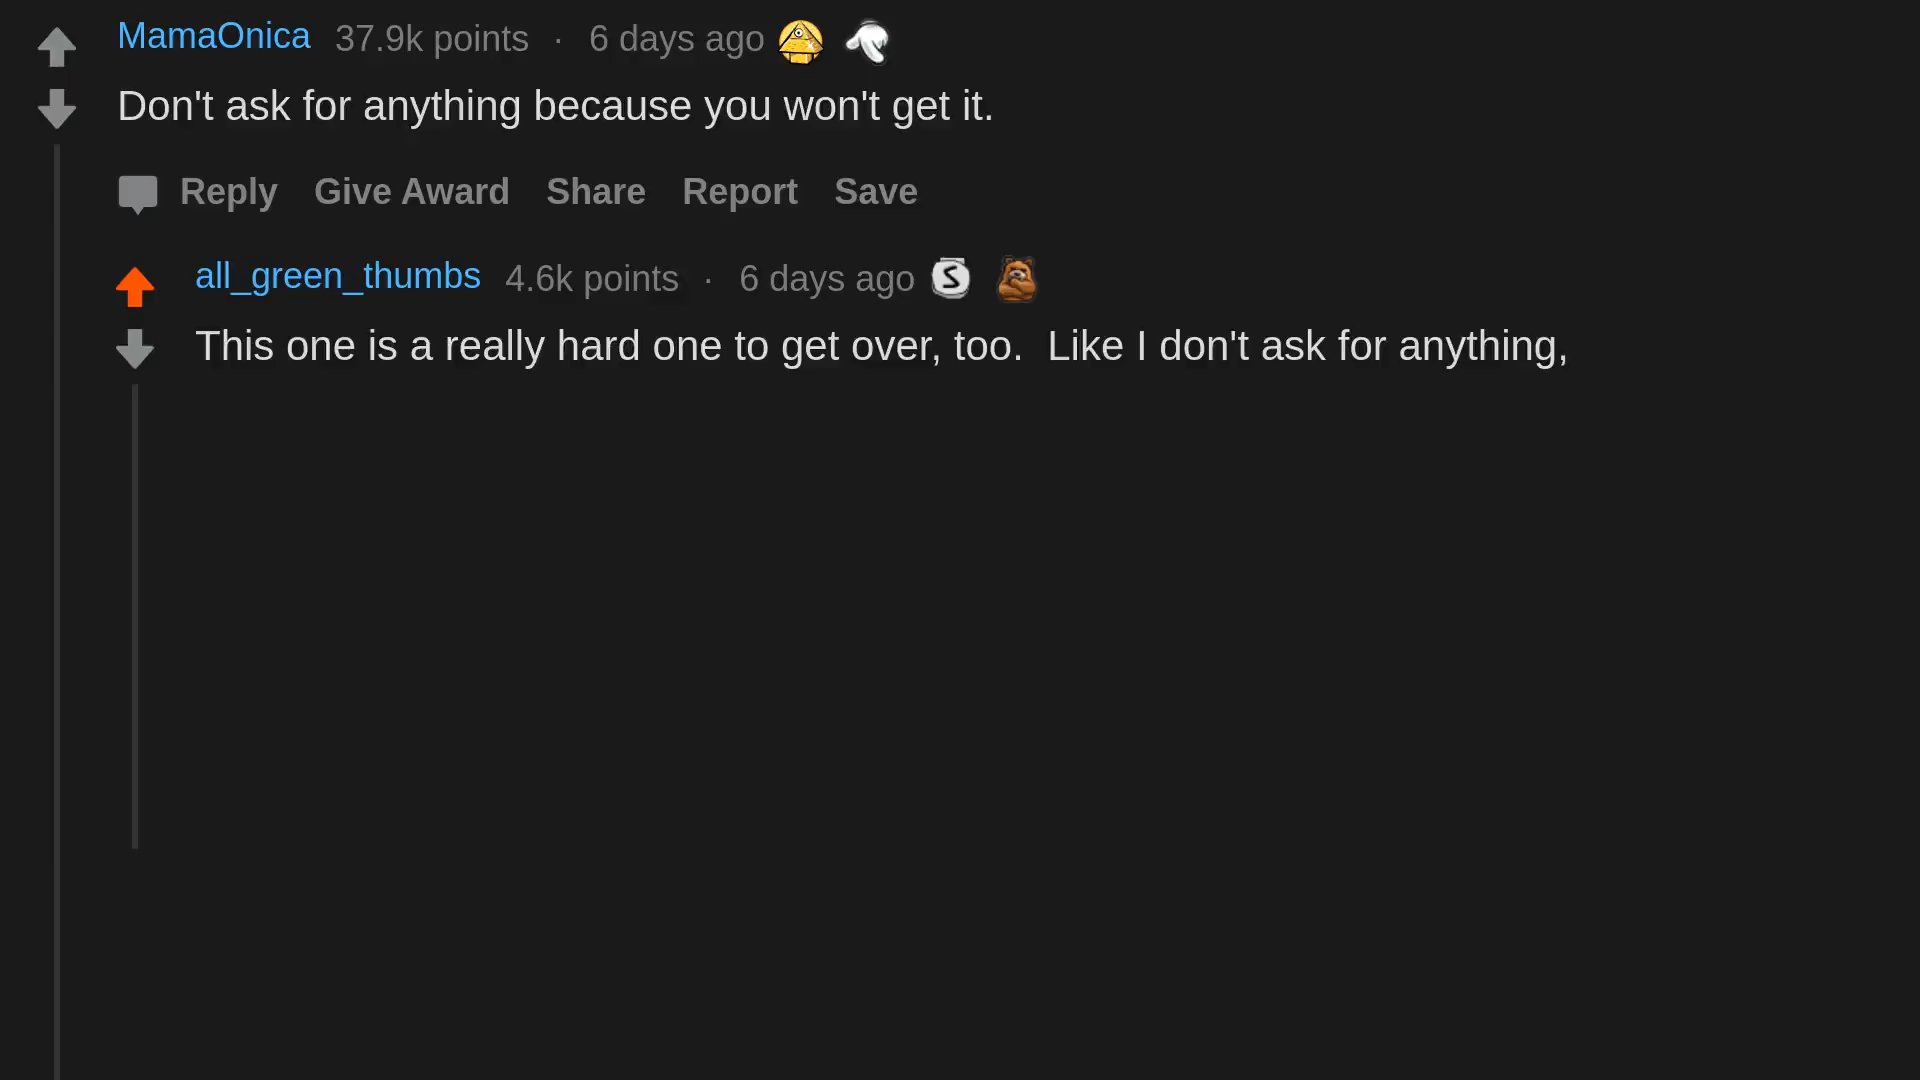 MamaOnica 37.9k points · 6 days ago
Don't ask for anything because you won't get it.
Reply Give Award Share Report Save
all_green_thumbs 4.6k points · 6 days ago S
This one is a really hard one to get over, too.  Like I don't ask for anything,